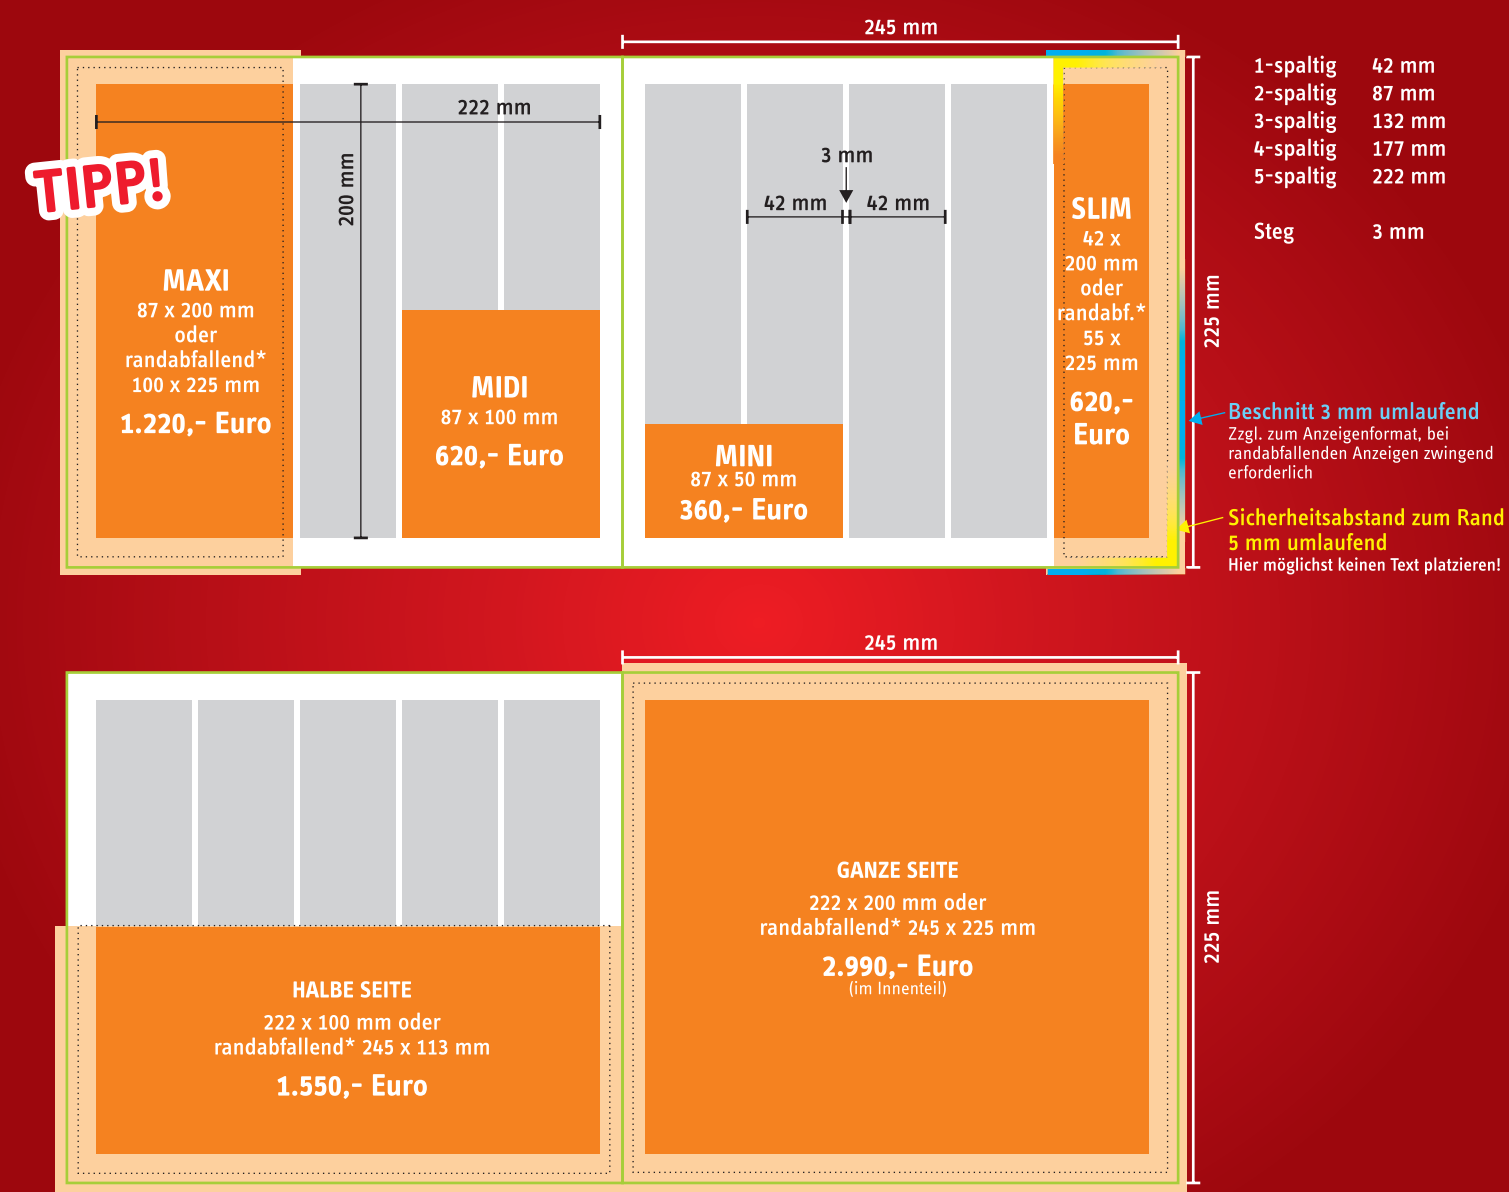 245 mm
222 mm
200 mm
TIPP!
MAXI
87 x 200 mm
oder
randabfallend*
100 x 225 mm
1.220,- Euro
MIDI
87 x 100 mm
620,- Euro
3 mm
42 mm
42 mm
MINI
87 x 50 mm
360,- Euro
SLIM
42 x
200 mm
oder
randabf.*
55 x
225 mm
620,-
Euro
225 mm
1-spaltig 42 mm
2-spaltig 87 mm
3-spaltig 132 mm
4-spaltig 177 mm
5-spaltig 222 mm
Steg 3 mm
Beschnitt 3 mm umlaufend
Zzgl. zum Anzeigenformat, bei
randabfallenden Anzeigen zwingend
erforderlich
Sicherheitsabstand zum Rand
5 mm umlaufend
Hier möglichst keinen Text platzieren!
245 mm
HALBE SEITE
222 x 100 mm oder
randabfallend* 245 x 113 mm
1.550,- Euro
GANZE SEITE
222 x 200 mm oder
randabfallend* 245 x 225 mm
2.990,- Euro
(im Innenteil)
225 mm